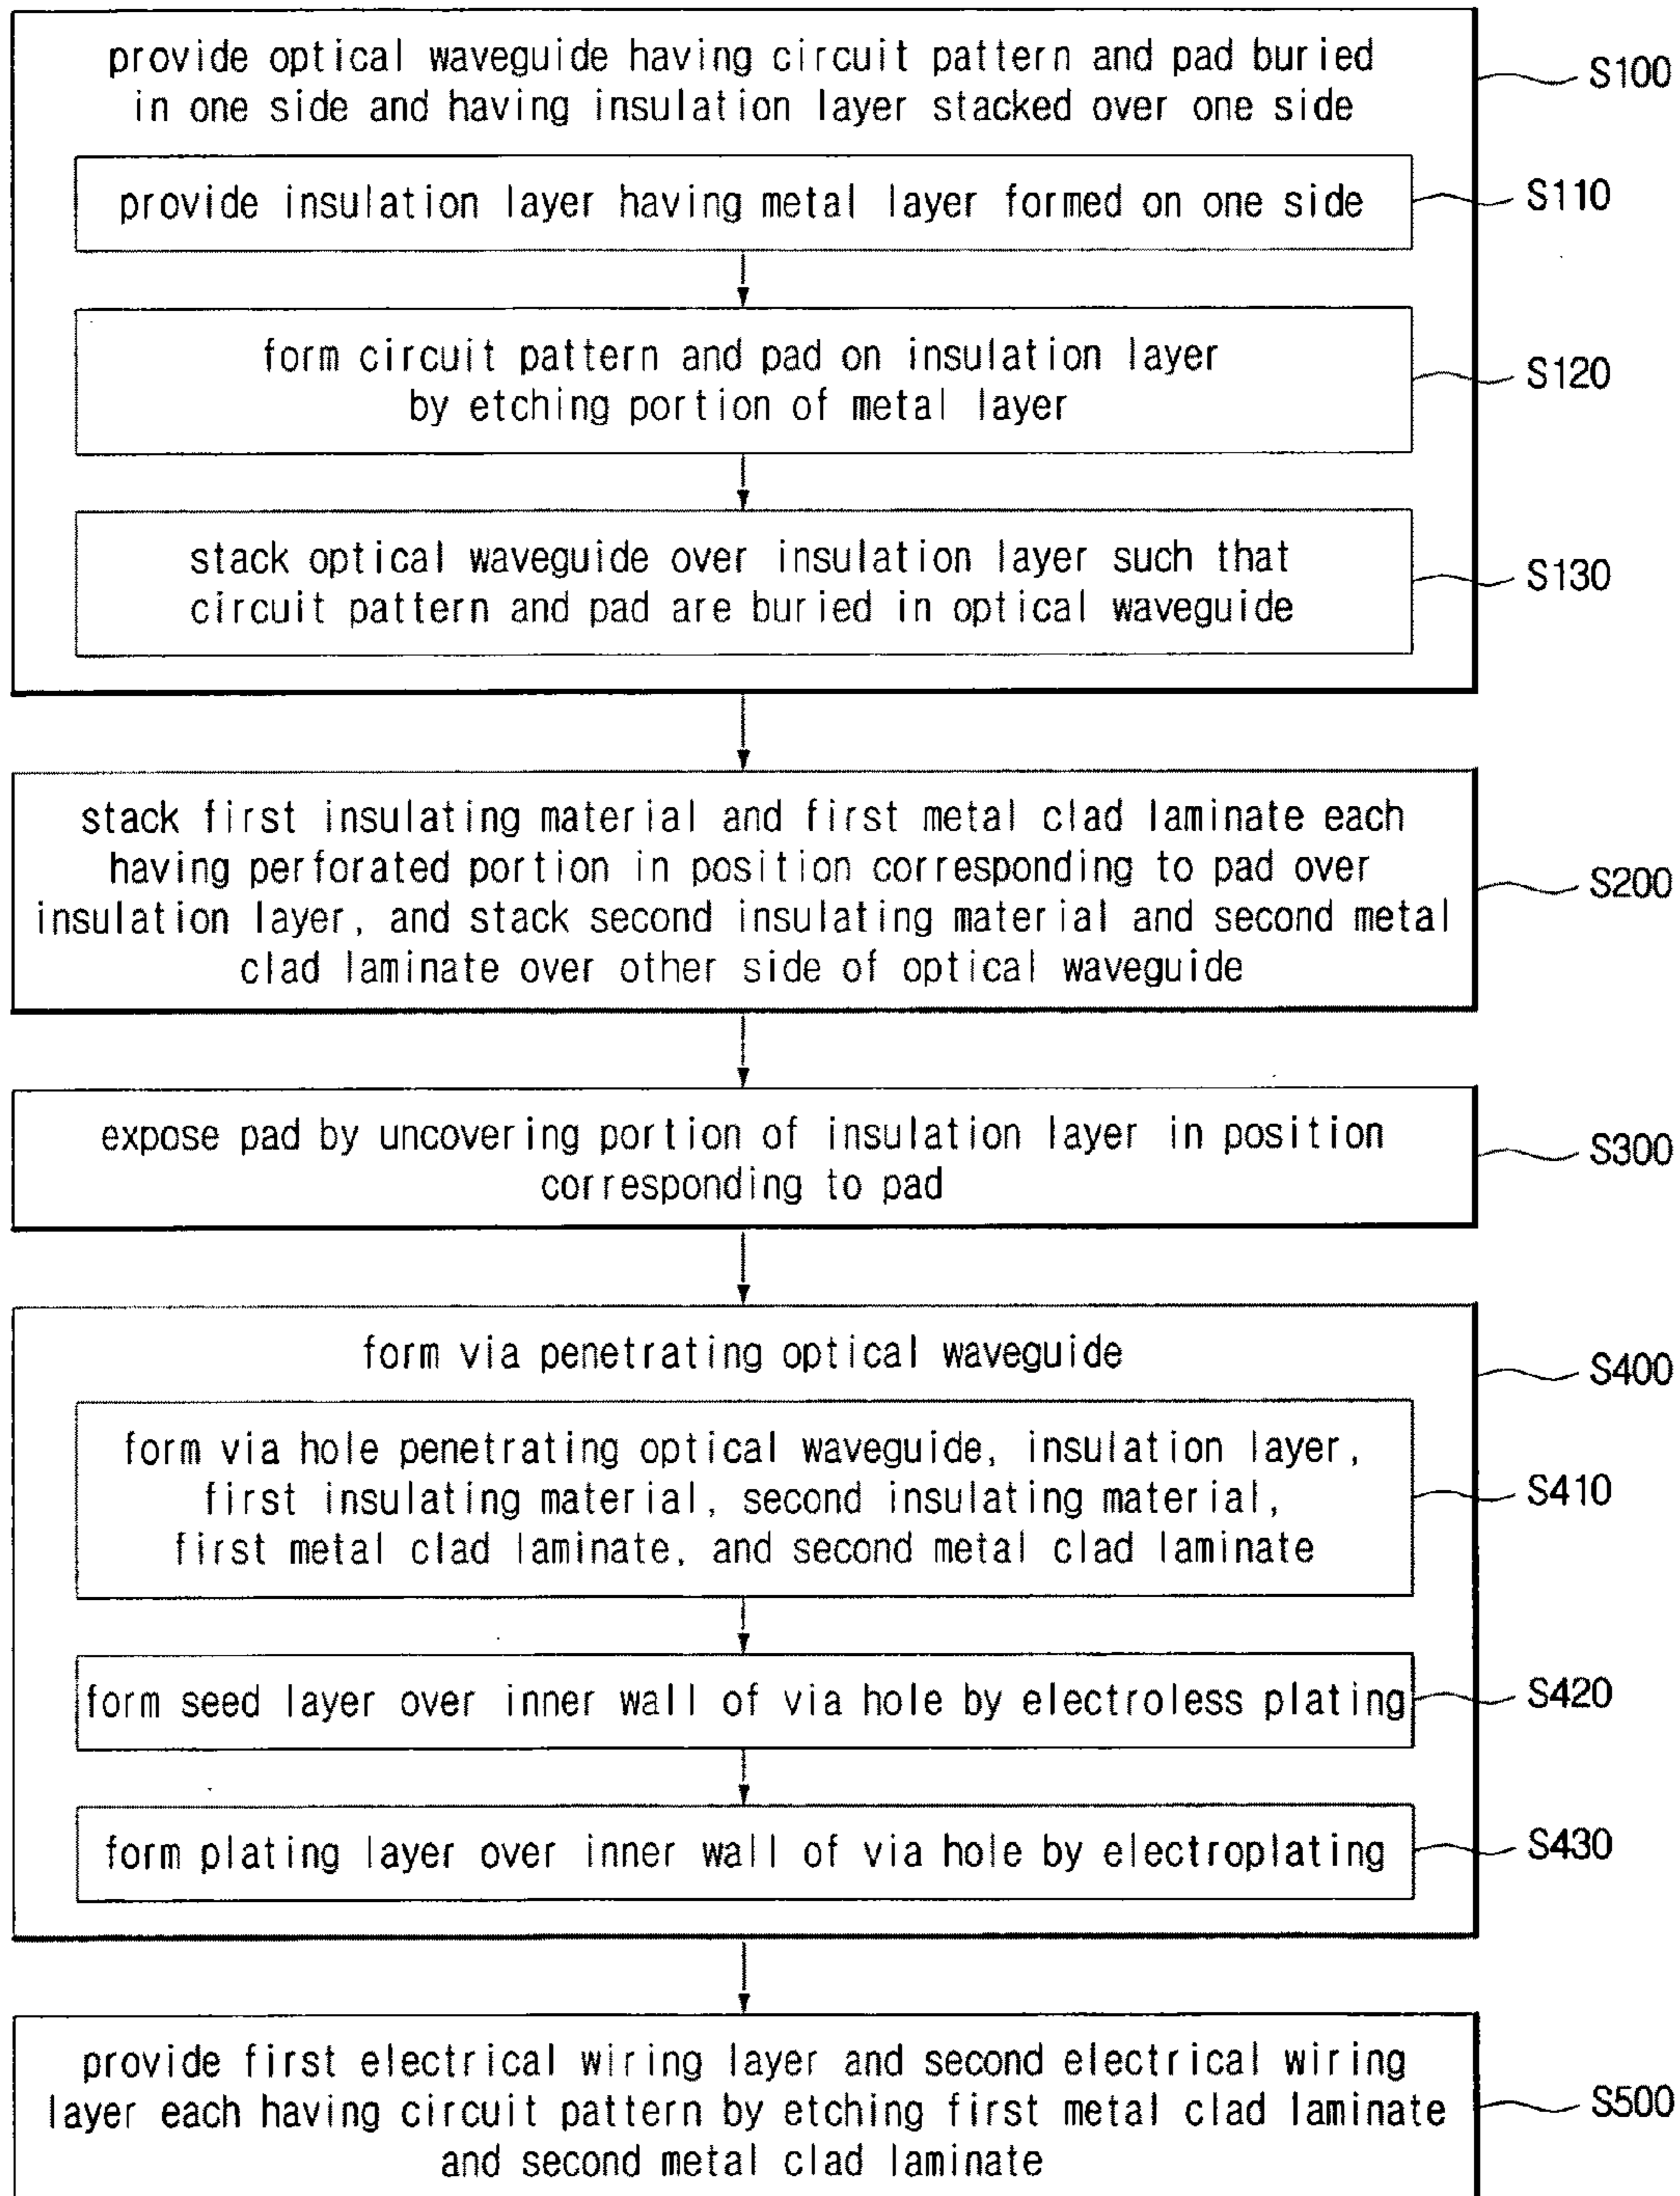 provide optical waveguide having circuit pattern and pad buried
in one side and having insulation layer stacked over one side
S100
provide insulation layer having metal layer formed on one side
S110
form circuit pattern and pad on insulation layer
by etching portion of metal layer
S120
stack optical waveguide over insulation layer such that
circuit pattern and pad are buried in optical waveguide
S130
stack first insulating material and first metal clad laminate each
having perforated portion in position corresponding to pad over
insulation layer, and stack second insulating material and second metal
clad laminate over other side of optical waveguide
S200
expose pad by uncovering portion of insulation layer in position
corresponding to pad
S300
form via penetrating optical waveguide
S400
form via hole penetrating optical waveguide, insulation layer,
first insulating material, second insulating material,
first metal clad laminate, and second metal clad laminate
S410
form seed layer over inner wall of via hole by electroless plating
S420
form plating layer over inner wall of via hole by electroplating
S430
provide first electrical wiring layer and second electrical wiring
layer each having circuit pattern by etching first metal clad laminate
and second metal clad laminate
S500